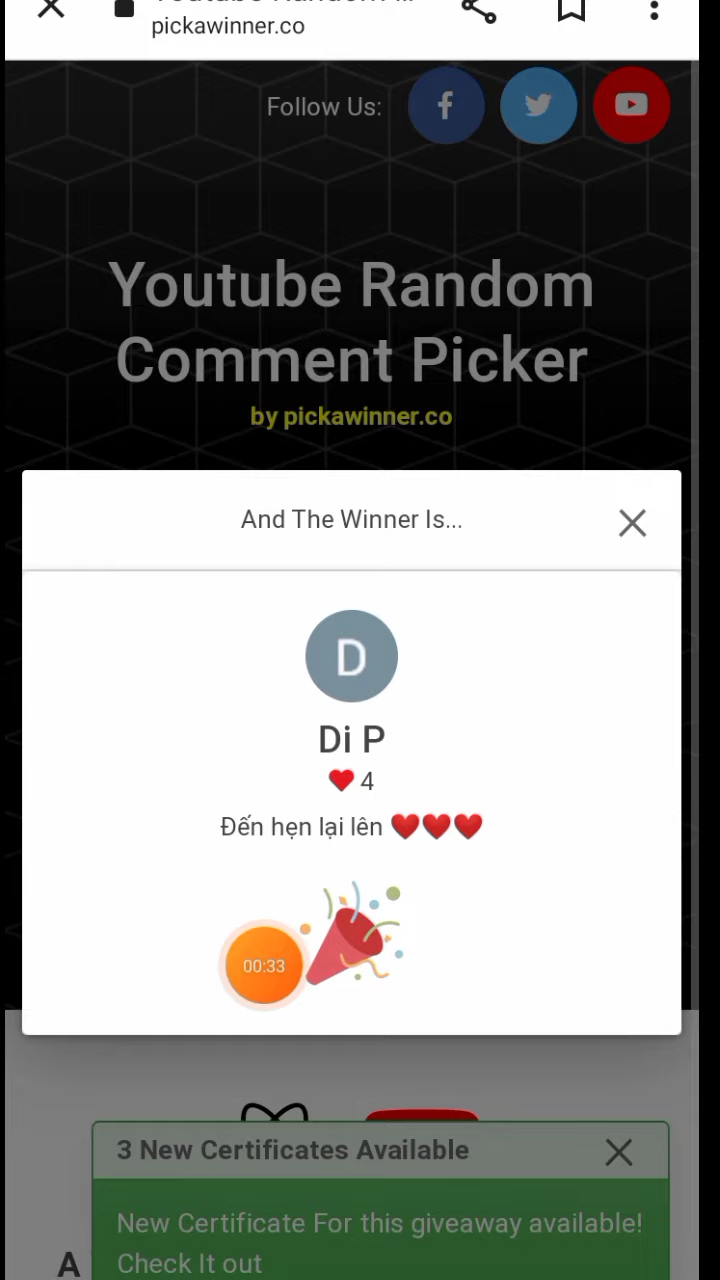 pickawinner.co
Follow Us:
Youtube Random
Comment Picker
by pickawinner.co
And The Winner Is...
D
Di P
4
Đến hẹn lại lên ❤❤❤
00:33
3 New Certificates Available
New Certificate For this giveaway available!
Check It out
A